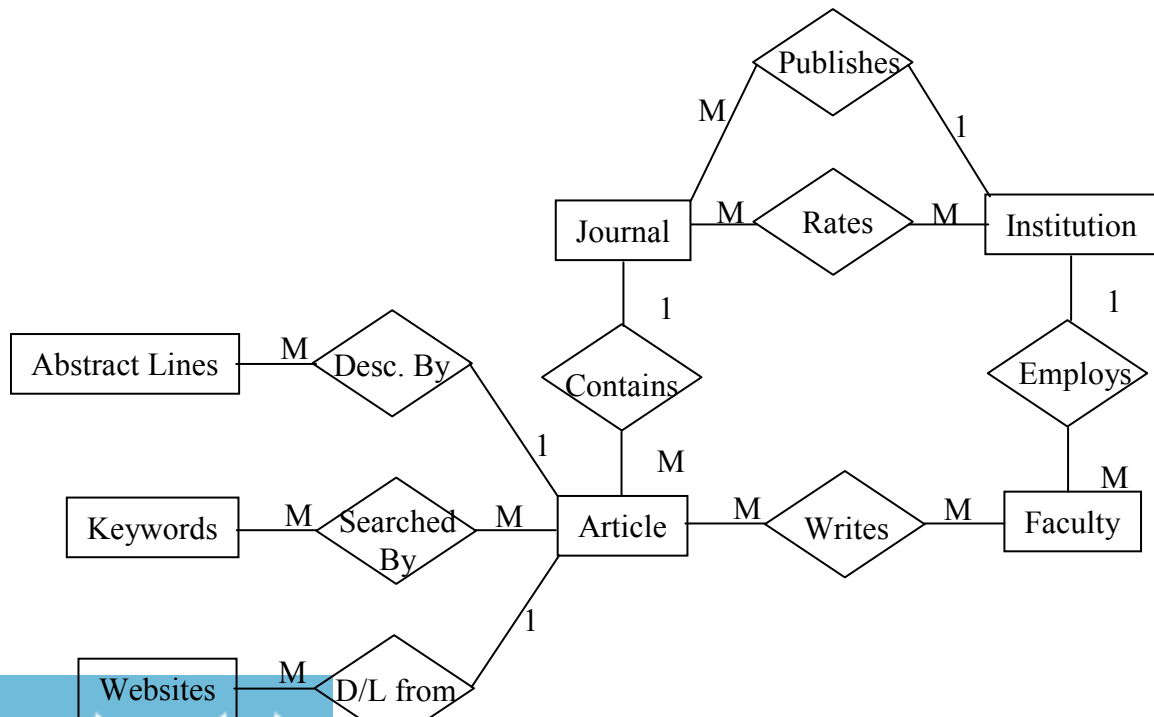 Publishes
M
1
Journal
M
Rates
M
Institution
1
1
Abstract Lines
M
Desc. By
Contains
Employs
1
M
M
Keywords
M
Searched
By
M
Article
M
Writes
M
Faculty
1
Websites
M
D/L from